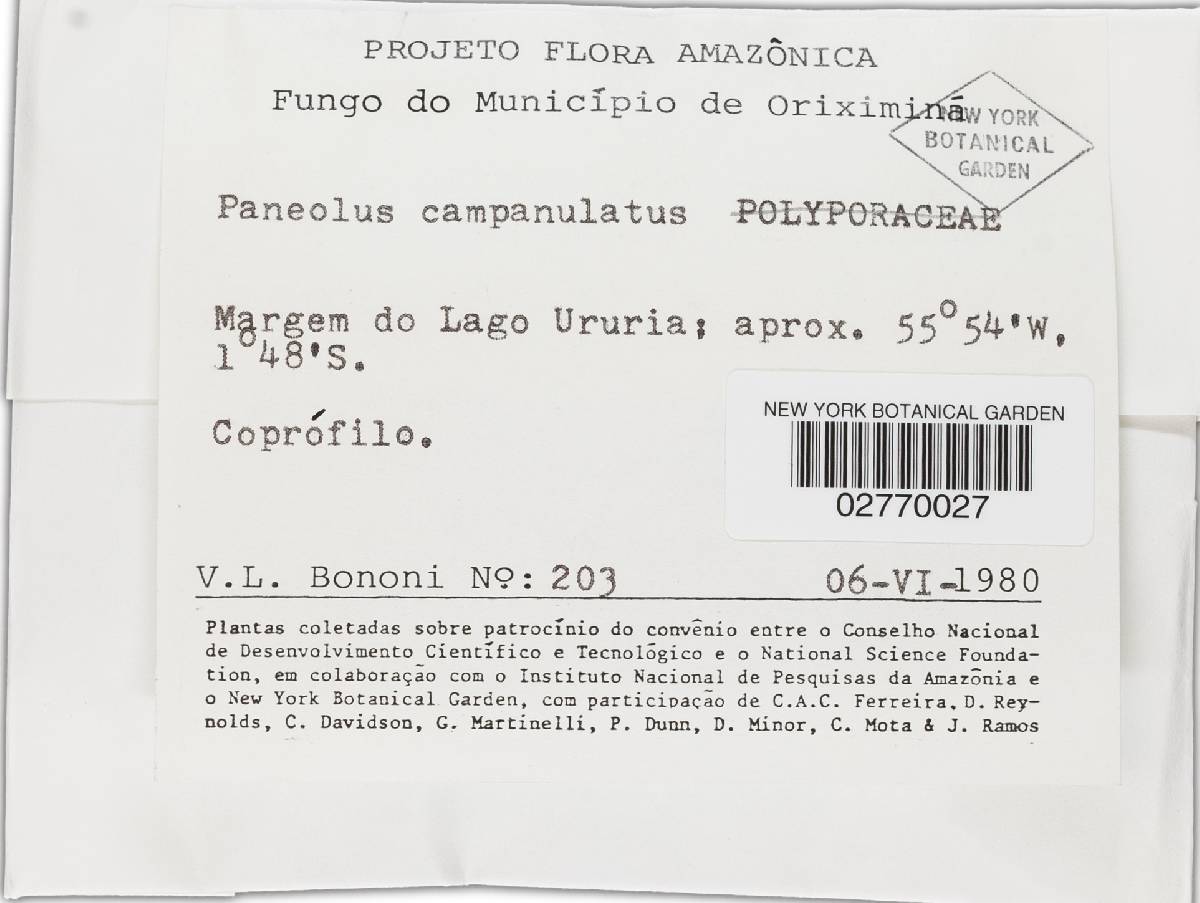 PROJETO FLORA AMAZÔNICA
Fungo do Município de Oriximiná
NEW YORK
BOTANICAL
GARDEN
Paneolus campanulatus POLYPORACEAE
Margem do Lago Ururia; aprox. 55°54'W,
1°48'S.
Coprófilo.
NEW YORK BOTANICAL GARDEN
02770027
V.L. Bononi Nº: 203 06-VI-1980
Plantas coletadas sobre patrocínio do convênio entre o Conselho Nacional
de Desenvolvimento Científico e Tecnológico e o National Science Founda-
tion, em colaboração com o Instituto Nacional de Pesquisas da Amazônia e
o New York Botanical Garden, com participação de C.A.C. Ferreira, D. Rey-
nolds, C. Davidson, G. Martinelli, P. Dunn, D. Minor, C. Mota & J. Ramos